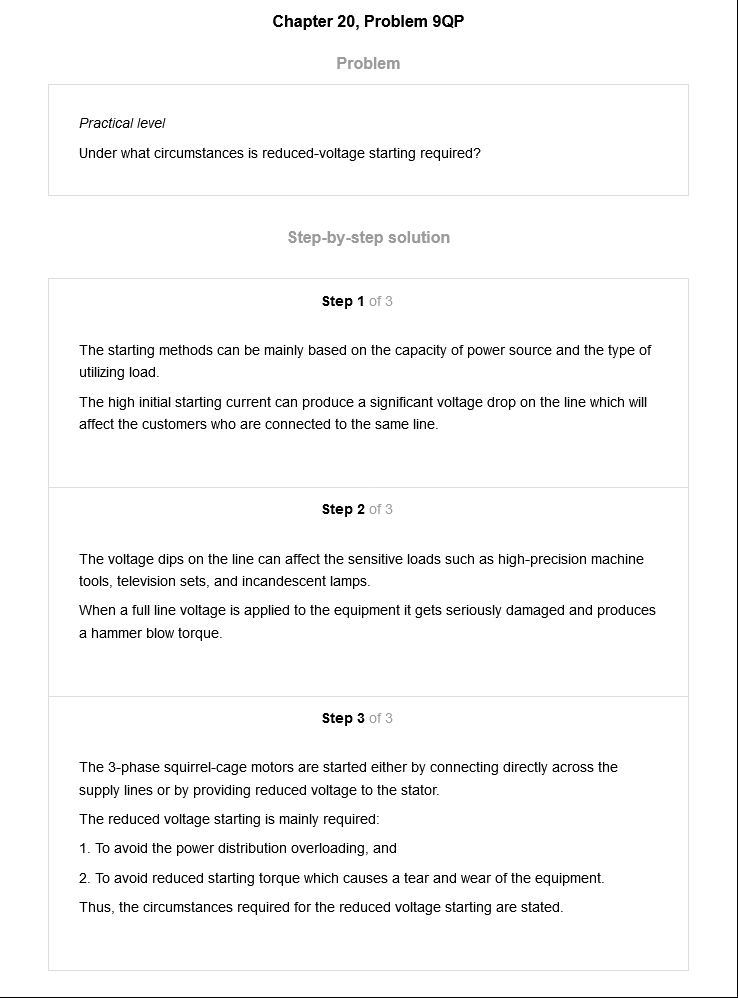 Chapter 20, Problem 9QP
Problem
Practical level
Under what circumstances is reduced-voltage starting required?
Step-by-step solution
Step 1 of 3
The starting methods can be mainly based on the capacity of power source and the type of
utilizing load.
The high initial starting current can produce a significant voltage drop on the line which will
affect the customers who are connected to the same line.
Step 2 of 3
The voltage dips on the line can affect the sensitive loads such as high-precision machine
tools, television sets, and incandescent lamps.
When a full line voltage is applied to the equipment it gets seriously damaged and produces
a hammer blow torque.
Step 3 of 3
The 3-phase squirrel-cage motors are started either by connecting directly across the
supply lines or by providing reduced voltage to the stator.
The reduced voltage starting is mainly required:
1. To avoid the power distribution overloading, and
2. To avoid reduced starting torque which causes a tear and wear of the equipment.
Thus, the circumstances required for the reduced voltage starting are stated.